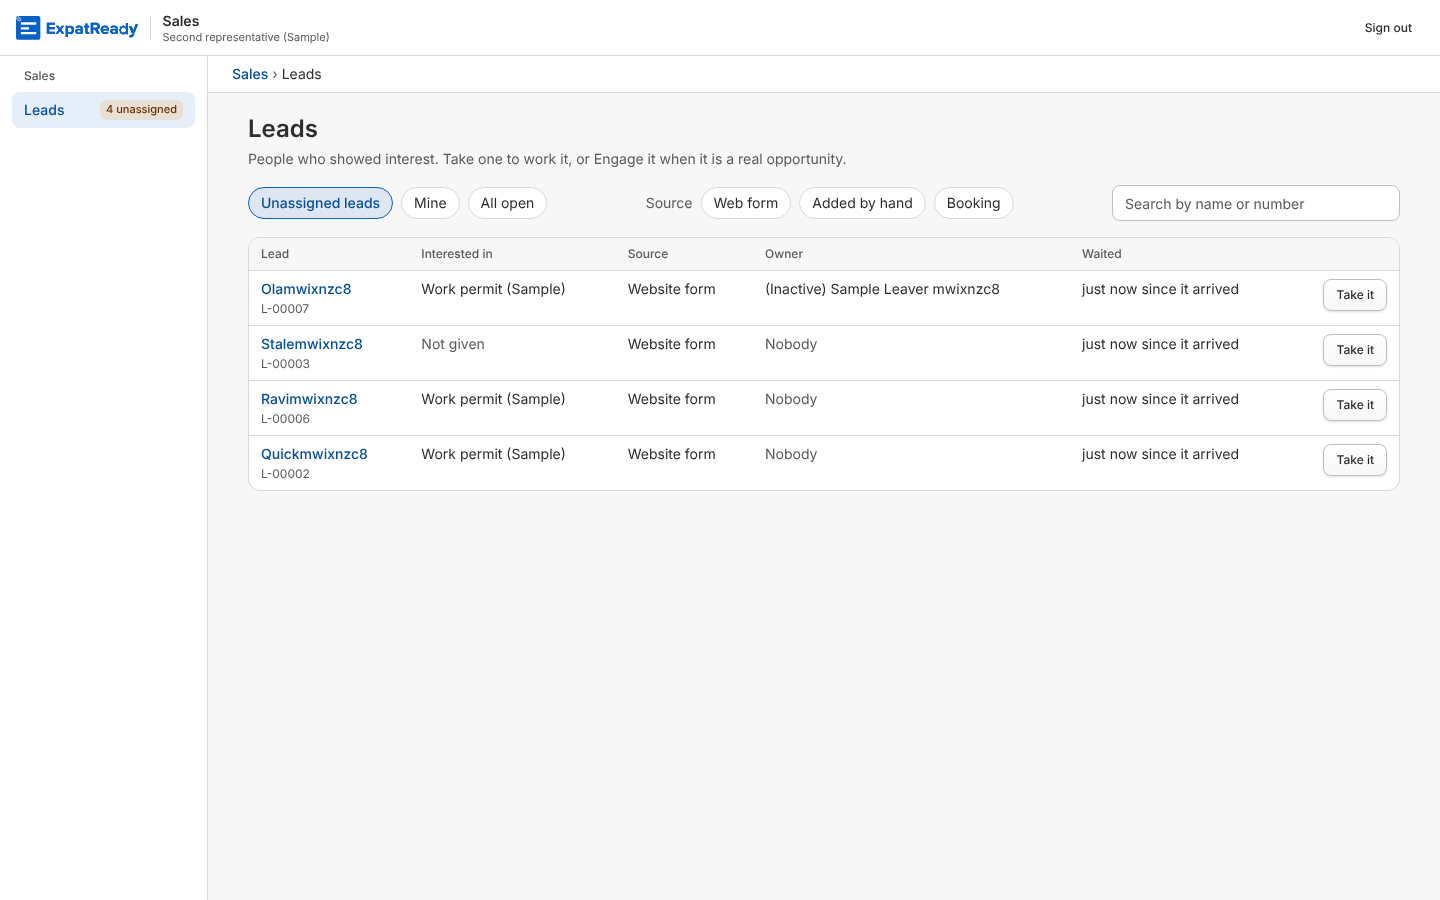 ExpatReady
Sales
Second representative (Sample)
Sign out
Sales
Leads 4 unassigned
Sales › Leads
Leads
People who showed interest. Take one to work it, or Engage it when it is a real opportunity.
Unassigned leads Mine All open Source Web form Added by hand Booking Search by name or number
Lead Interested in Source Owner Waited
Olamwixnzc8 Work permit (Sample) Website form (Inactive) Sample Leaver mwixnzc8 just now since it arrived Take it
L-00007
Stalemwixnzc8 Not given Website form Nobody just now since it arrived Take it
L-00003
Ravimwixnzc8 Work permit (Sample) Website form Nobody just now since it arrived Take it
L-00006
Quickmwixnzc8 Work permit (Sample) Website form Nobody just now since it arrived Take it
L-00002